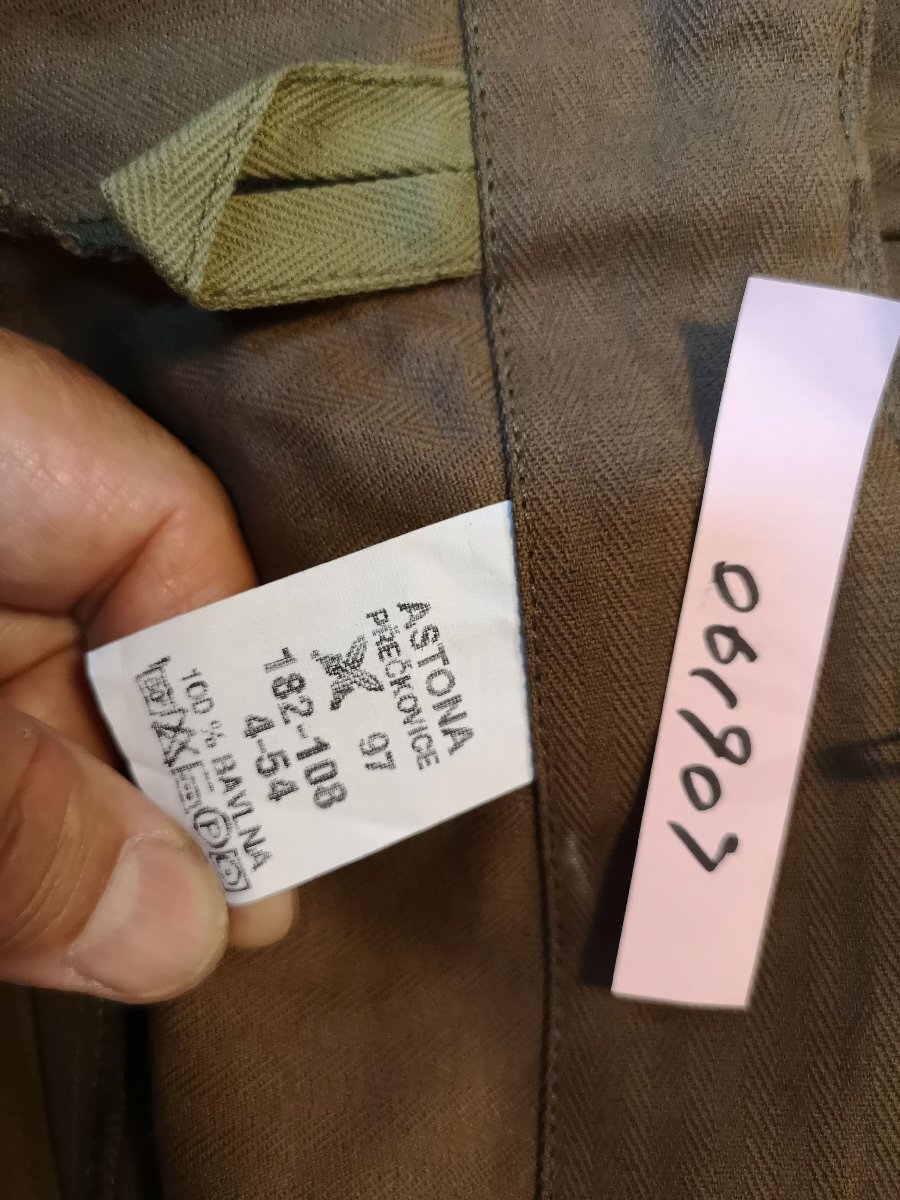 ASTONA
PŘEČKOVICE
97
182-108
4-54
100 % BAVLNA
P
061907